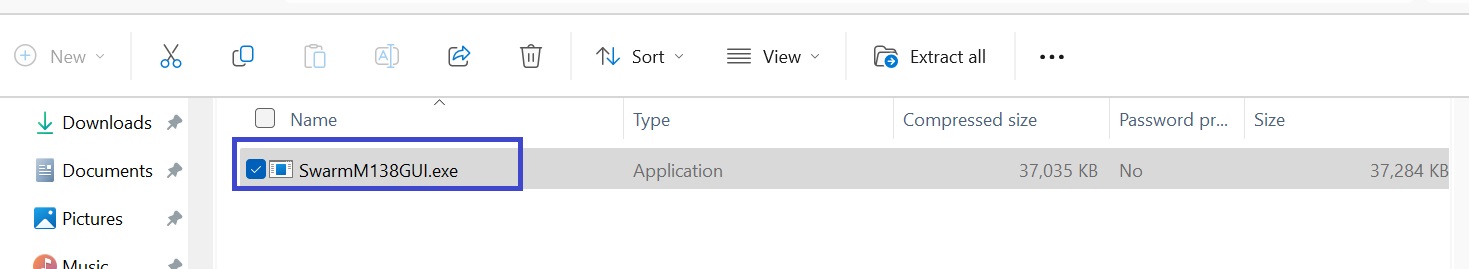 New
Sort
View
Extract all
Downloads
Documents
Pictures
Music
Name
Type
Compressed size
Password pr...
Size
SwarmM138GUI.exe
Application
37,035 KB
No
37,284 KB